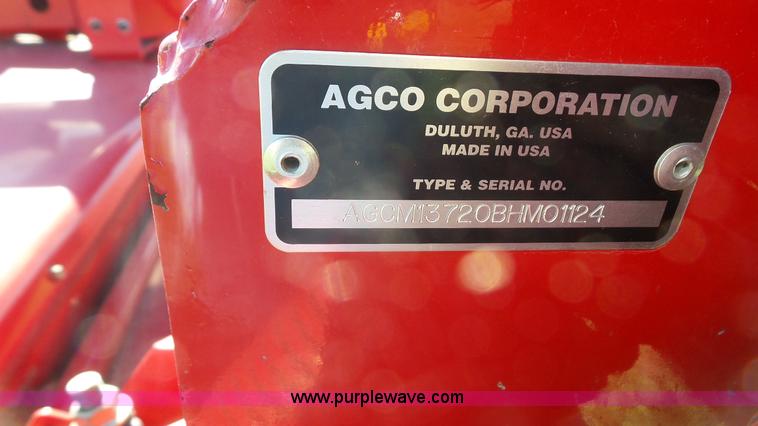 AGCO CORPORATION
DULUTH, GA. USA
MADE IN USA
TYPE & SERIAL NO.
AGCM13720BHM01124
www.purplewave.com